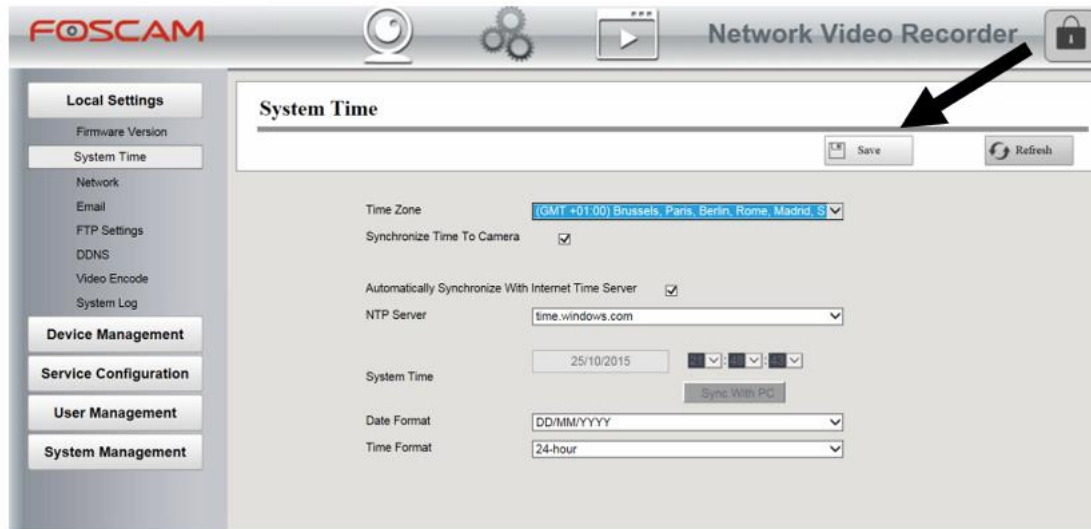 FOSCAM
Network Video Recorder
Local Settings
Firmware Version
System Time
Network
Email
FTP Settings
DDNS
Video Encode
System Log
Device Management
Service Configuration
User Management
System Management
System Time
Save
Refresh
Time Zone
(GMT +01:00) Brussels, Paris, Berlin, Rome, Madrid, S
Synchronize Time To Camera
Automatically Synchronize With Internet Time Server
NTP Server
time.windows.com
System Time
25/10/2015
Sync With PC
Date Format
DD/MM/YYYY
Time Format
24-hour